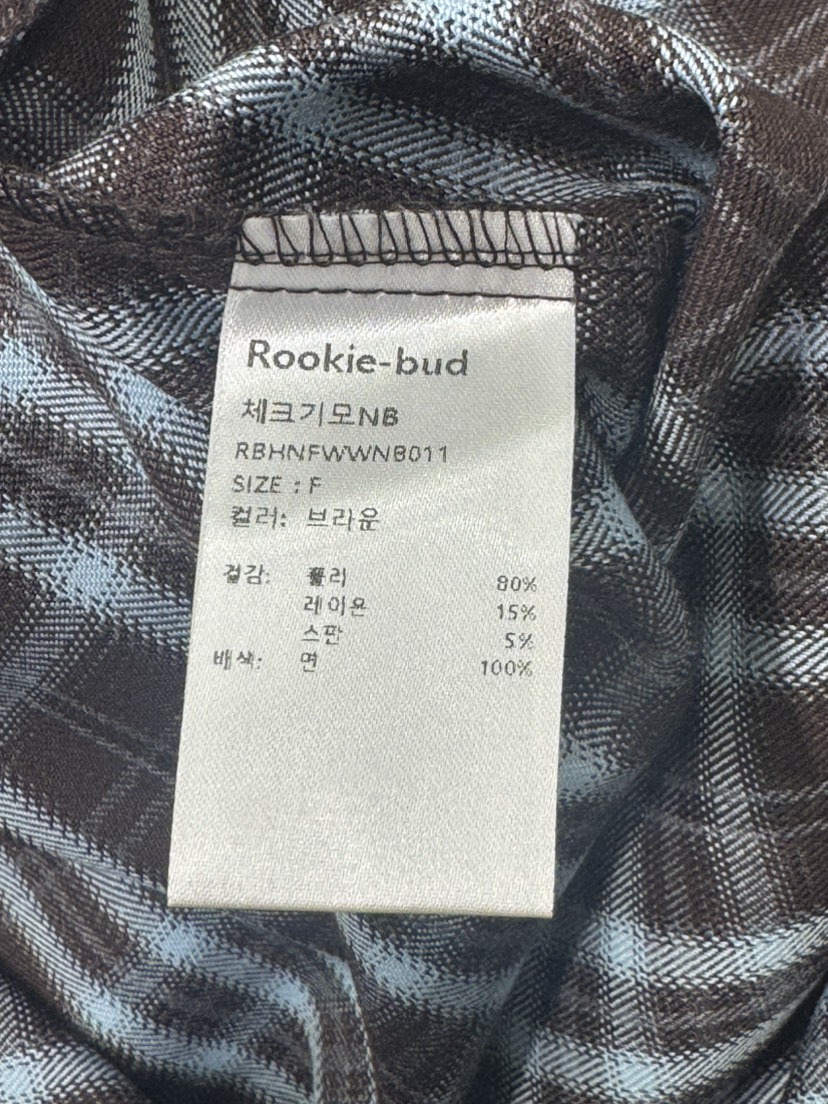 Rookie-bud
체크기모NB
RBHNFWWNB011
SIZE : F
컬러: 브라운
겉감: 폴리 80%
레이온 15%
스판 5%
배색: 면 100%